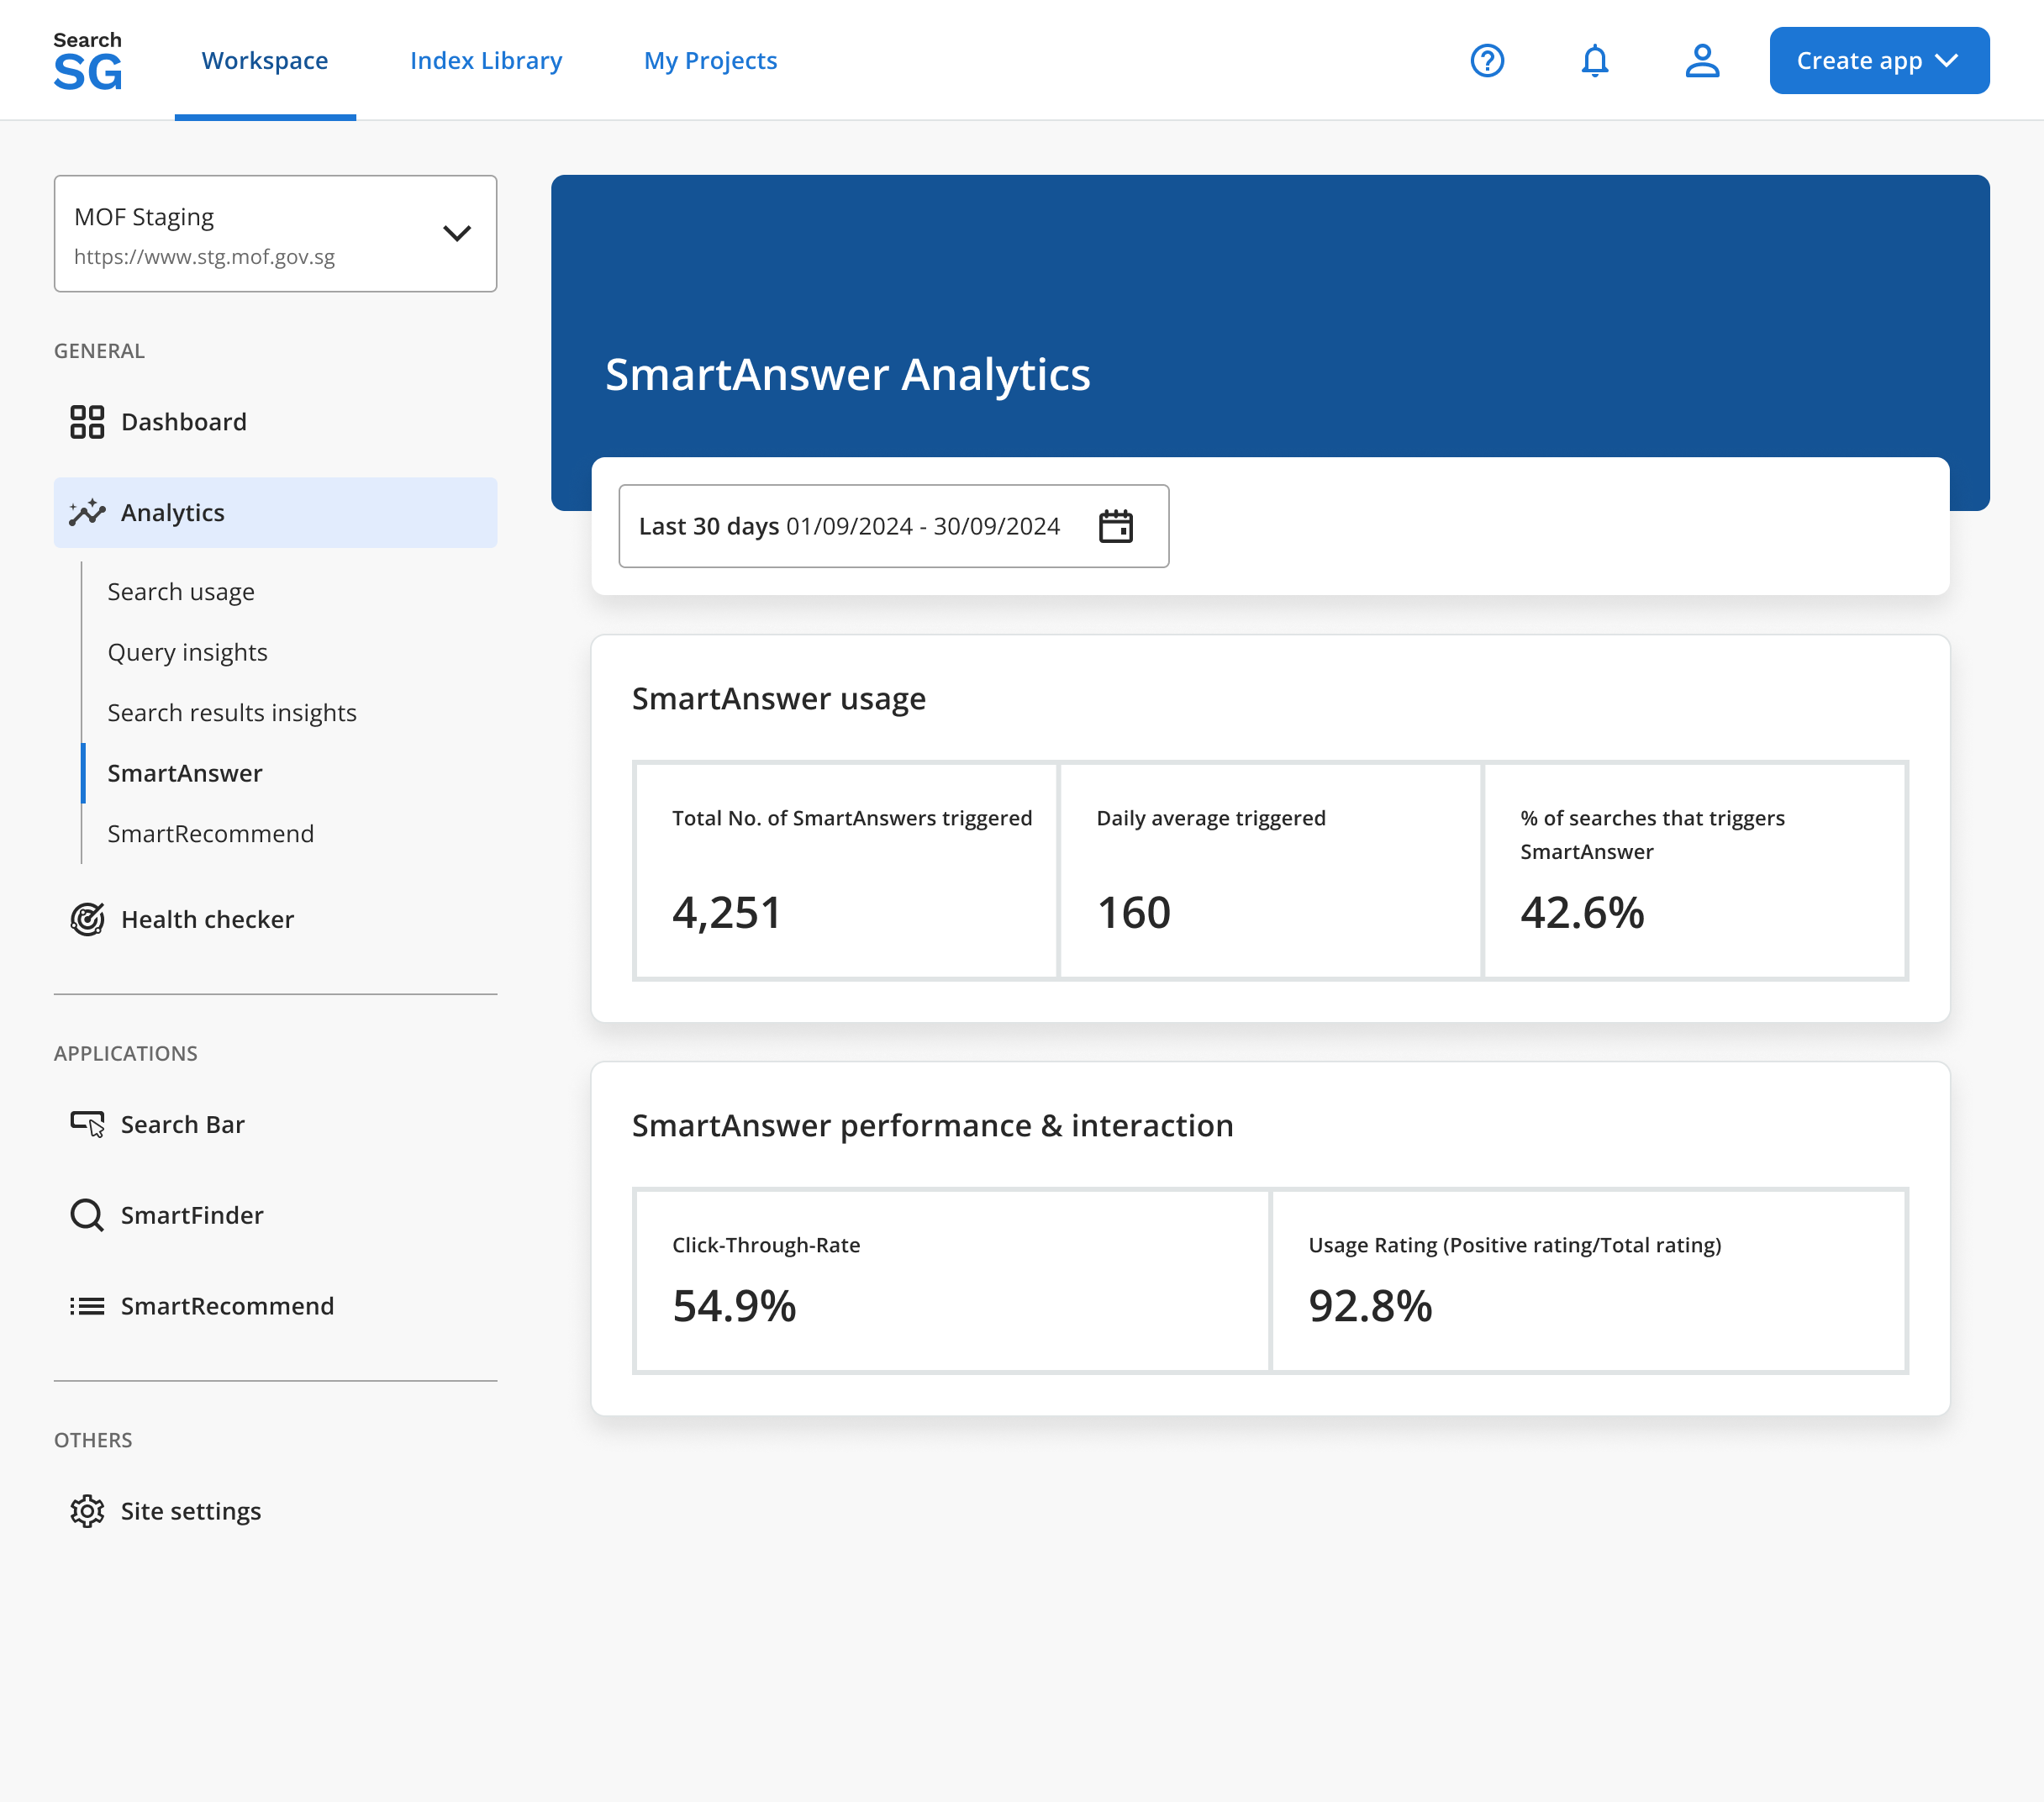 Search
SG
Workspace
Index Library
My Projects
Create app
MOF Staging
https://www.stg.mof.gov.sg
GENERAL
Dashboard
Analytics
Search usage
Query insights
Search results insights
SmartAnswer
SmartRecommend
Health checker
APPLICATIONS
Search Bar
SmartFinder
SmartRecommend
OTHERS
Site settings
SmartAnswer Analytics
Last 30 days 01/09/2024 - 30/09/2024
SmartAnswer usage
Total No. of SmartAnswers triggered
4,251
Daily average triggered
160
% of searches that triggers
SmartAnswer
42.6%
SmartAnswer performance & interaction
Click-Through-Rate
54.9%
Usage Rating (Positive rating/Total rating)
92.8%